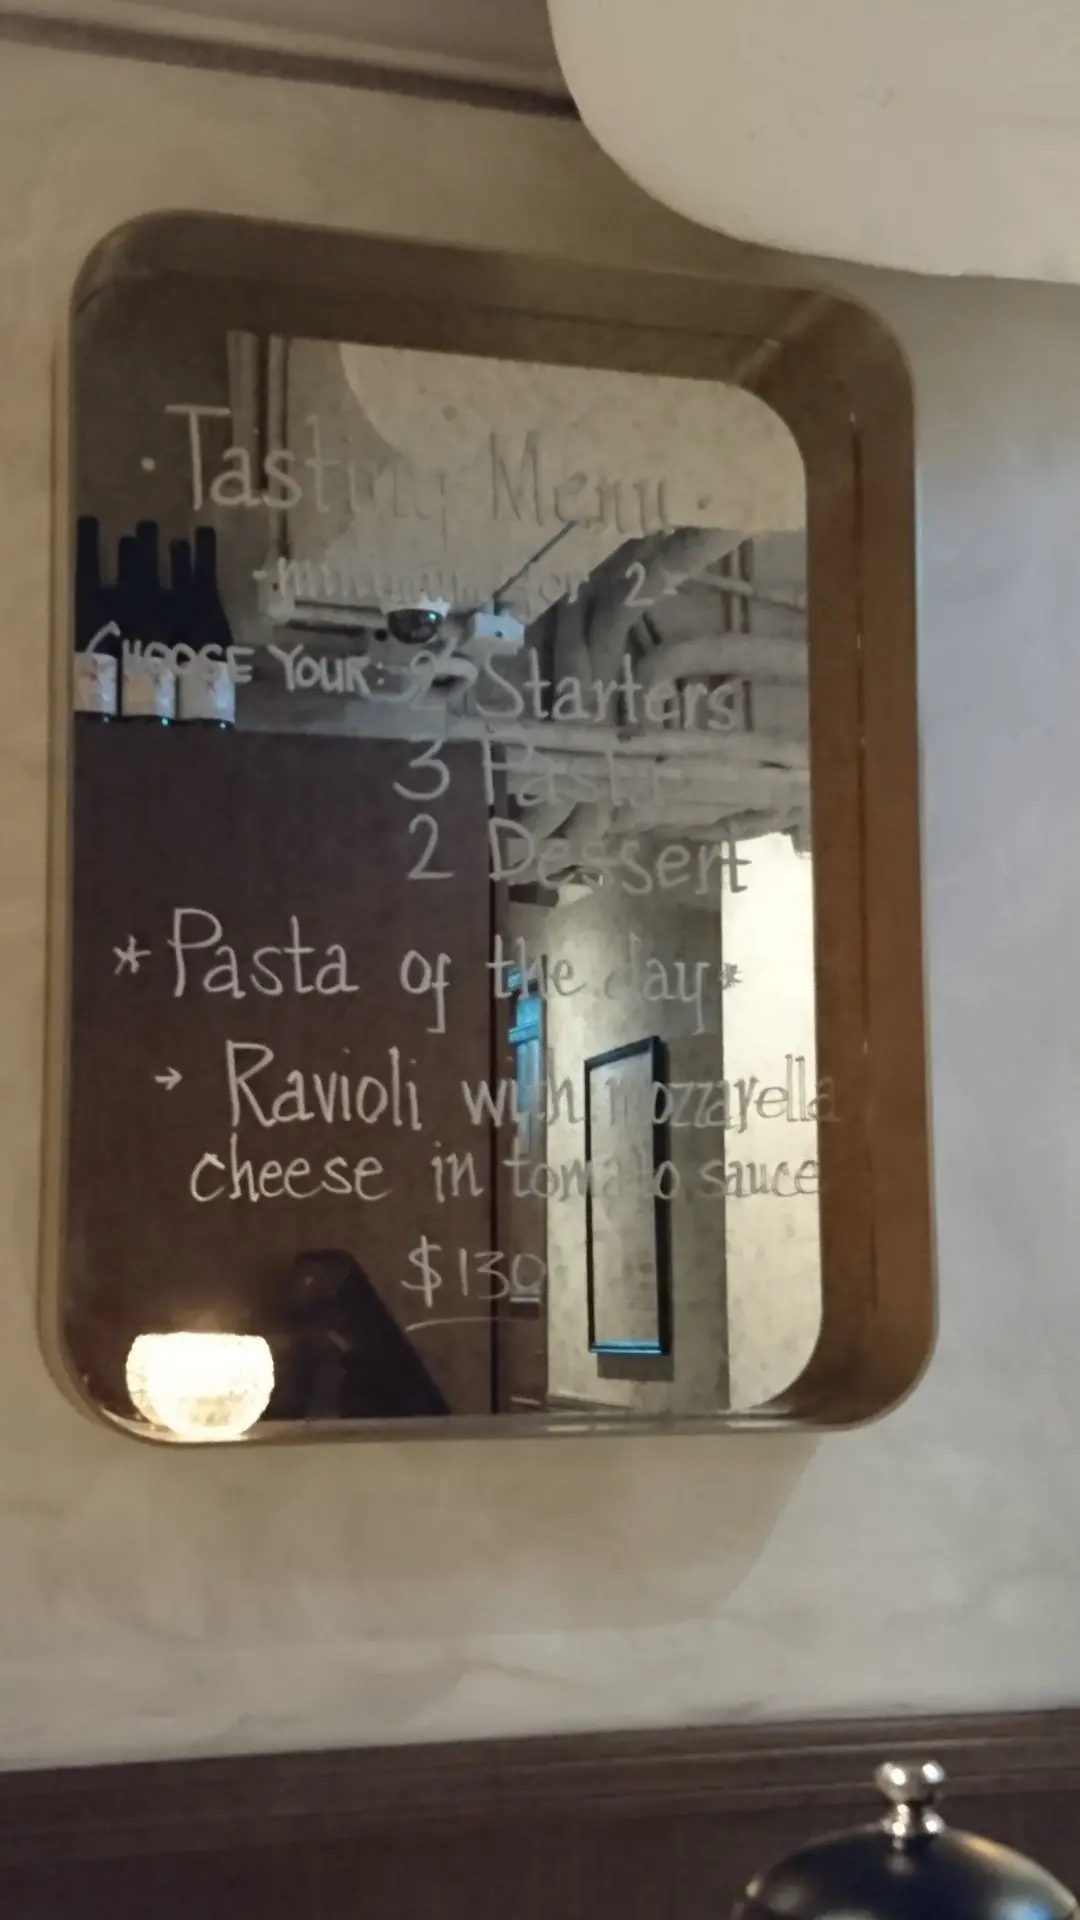 · Tasting Menu ·
-minimum for 2-
CHOOSE YOUR: 2 Starters
3 Pasta
2 Dessert
* Pasta of the day *
→ Ravioli with mozzarella
cheese in tomato sauce
$130